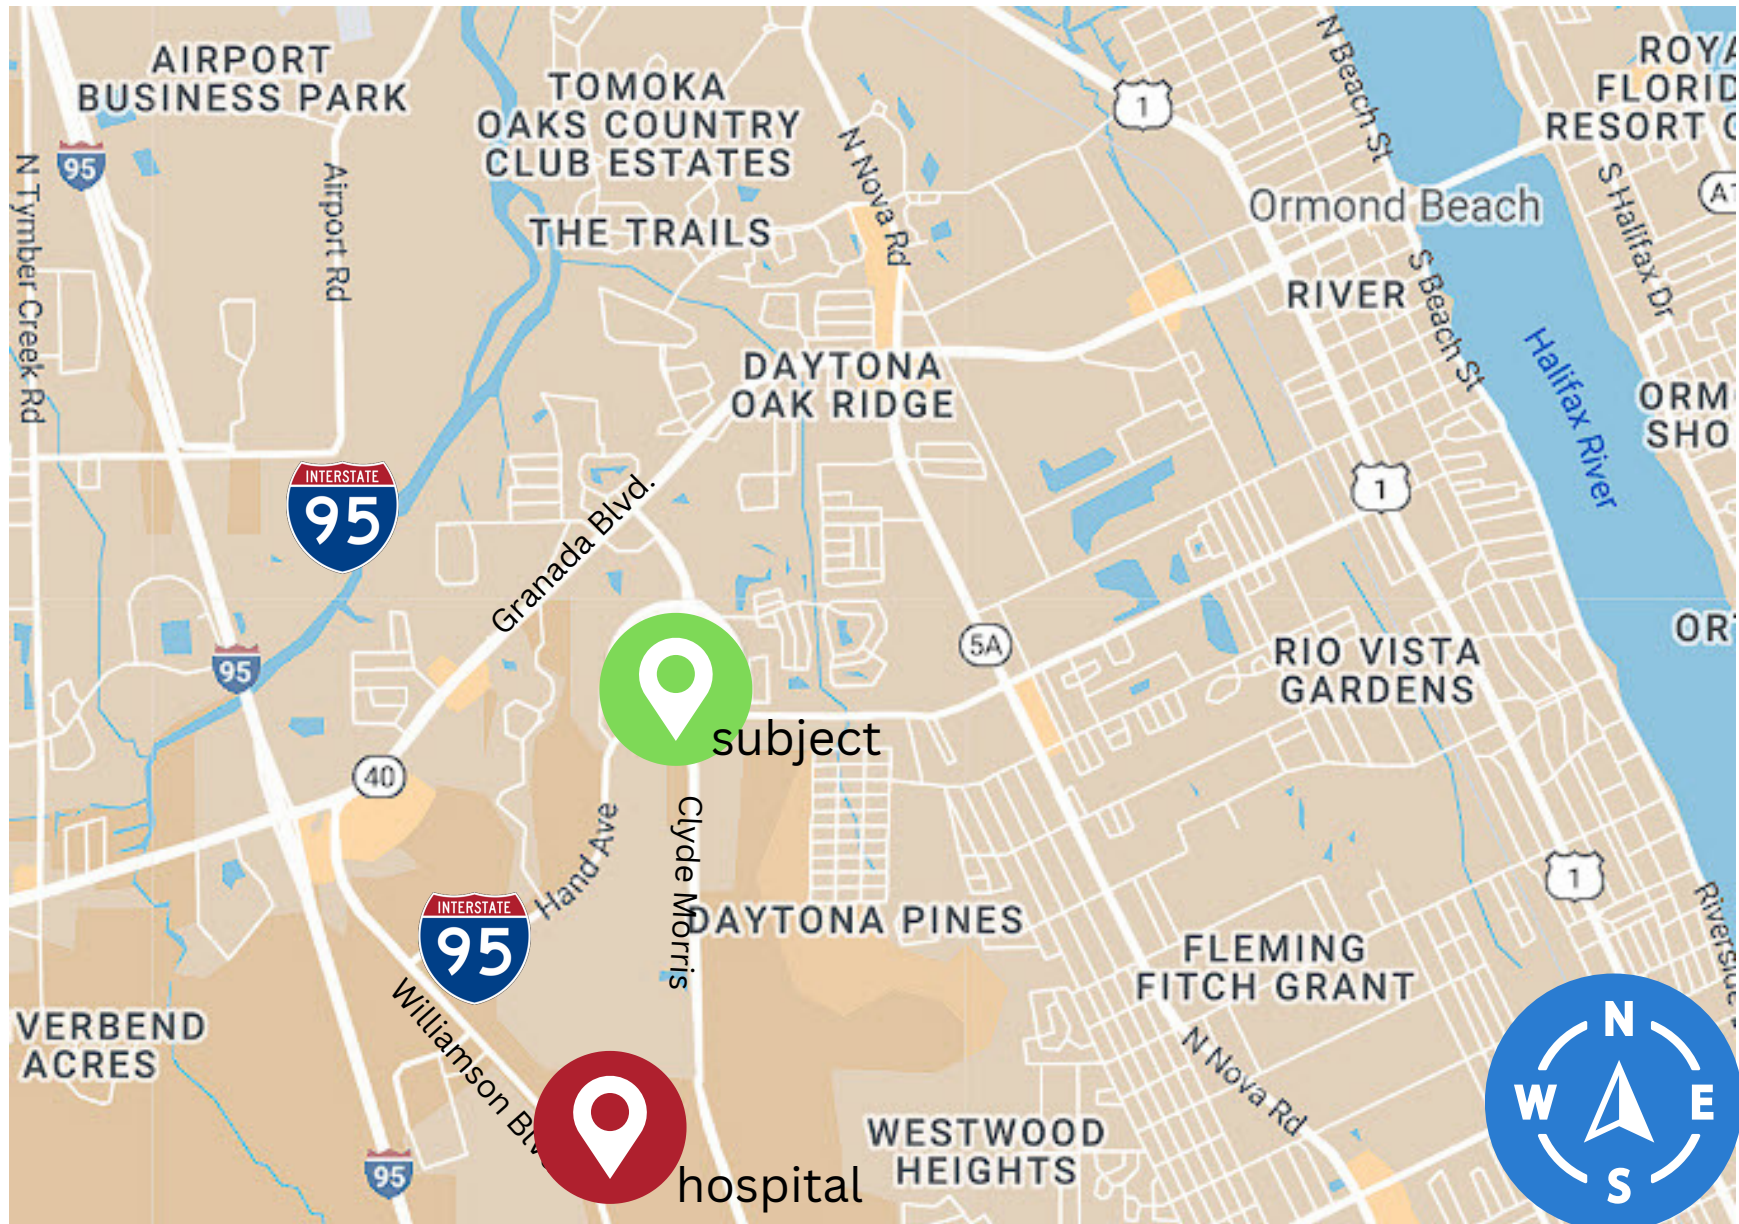 AIRPORT
BUSINESS PARK
TOMOKA
OAKS COUNTRY
CLUB ESTATES
THE TRAILS
N Tymber Creek Rd
95
Airport Rd
N Nova Rd
1
N Beach St
ROYA
FLORID
RESORT
Ormond Beach
A1
S Halifax Dr
RIVER
S Beach St
Halifax River
DAYTONA
OAK RIDGE
ORM
SHO
INTERSTATE
95
1
Granada Blvd.
95
5A
RIO VISTA
GARDENS
OR
subject
40
Hand Ave
Clyde Morris
INTERSTATE
95
DAYTONA PINES
1
FLEMING
FITCH GRANT
Riverside
VERBEND
ACRES
Williamson
N Nova Rd
WESTWOOD
HEIGHTS
95
hospital
N
W E
S